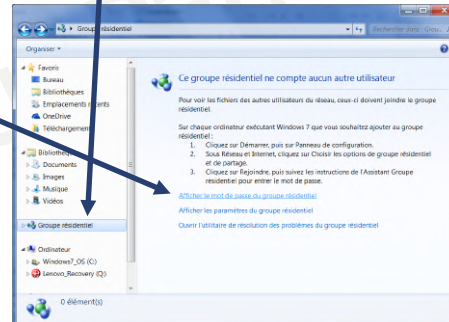 Groupe résidentiel
Rechercher dans : Grou...
Organiser
Favoris
Bureau
Bibliothèques
Emplacements récents
OneDrive
Téléchargement
Bibliothèques
Documents
Images
Musique
Vidéos
Groupe résidentiel
Ordinateur
Windows7_OS (C:)
Lenovo_Recovery (Q:)
Ce groupe résidentiel ne compte aucun autre utilisateur
Pour voir les fichiers des autres utilisateurs du réseau, ceux-ci doivent joindre le groupe
résidentiel.
Sur chaque ordinateur exécutant Windows 7 que vous souhaitez ajouter au groupe
résidentiel :
1. Cliquez sur Démarrer, puis sur Panneau de configuration.
2. Sous Réseau et Internet, cliquez sur Choisir les options de groupe résidentiel
et de partage.
3. Cliquez sur Rejoindre, puis suivez les instructions de l'Assistant Groupe
résidentiel pour entrer le mot de passe.
Afficher le mot de passe du groupe résidentiel
Afficher les paramètres du groupe résidentiel
Ouvrir l'utilitaire de résolution des problèmes du groupe résidentiel
0 élément(s)